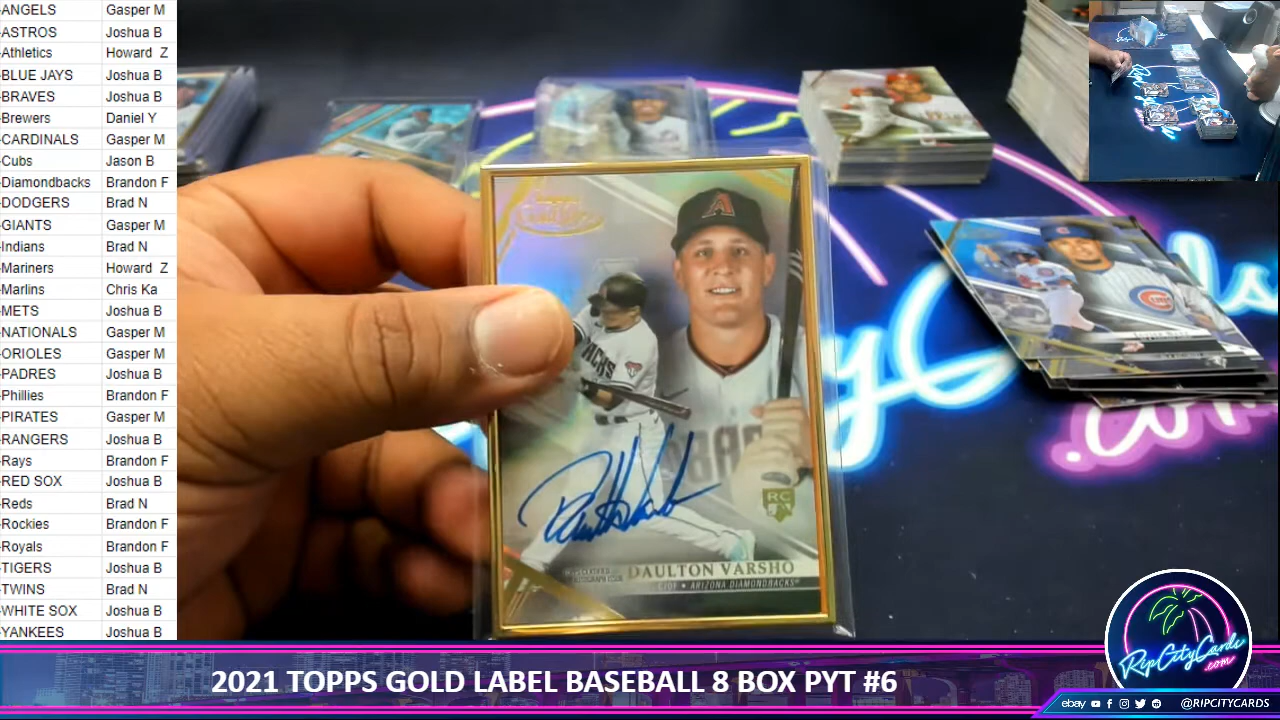 -ANGELS Gasper M
-ASTROS Joshua B
-Athletics Howard Z
-BLUE JAYS Joshua B
-BRAVES Joshua B
-Brewers Daniel Y
-CARDINALS Gasper M
-Cubs Jason B
-Diamondbacks Brandon F
-DODGERS Brad N
-GIANTS Gasper M
-Indians Brad N
-Mariners Howard Z
-Marlins Chris Ka
-METS Joshua B
-NATIONALS Gasper M
-ORIOLES Gasper M
-PADRES Joshua B
-Phillies Brandon F
-PIRATES Gasper M
-RANGERS Joshua B
-Rays Brandon F
-RED SOX Joshua B
-Reds Brad N
-Rockies Brandon F
-Royals Brandon F
-TIGERS Joshua B
-TWINS Brad N
-WHITE SOX Joshua B
-YANKEES Joshua B
A
RC
DAULTON VARSHO
ARIZONA DIAMONDBACKS
.com
2021 TOPPS GOLD LABEL BASEBALL 8 BOX PYT #6
RipCityCards
.com
ebay @RIPCITYCARDS